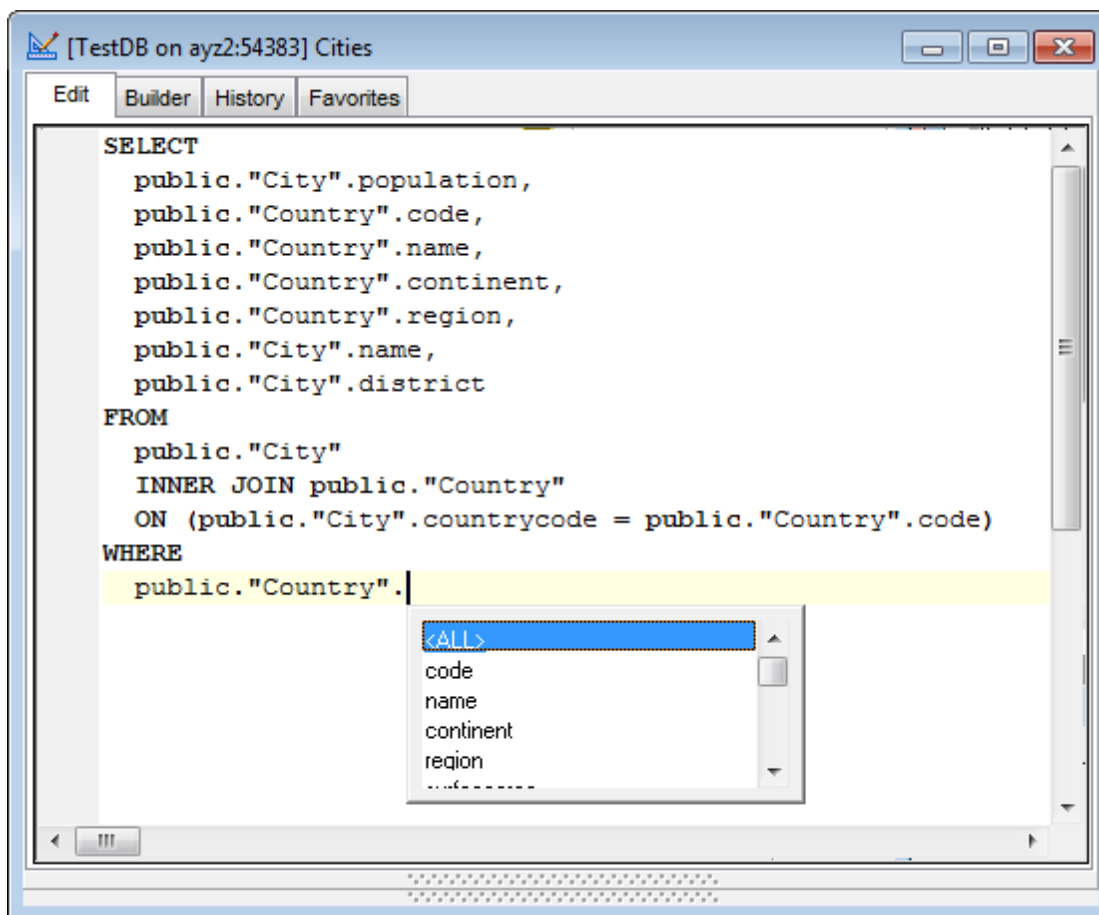 [TestDB on ayz2:54383] Cities
Edit Builder History Favorites
SELECT
public."City".population,
public."Country".code,
public."Country".name,
public."Country".continent,
public."Country".region,
public."City".name,
public."City".district
FROM
public."City"
INNER JOIN public."Country"
ON (public."City".countrycode = public."Country".code)
WHERE
public."Country".
<ALL>
code
name
continent
region